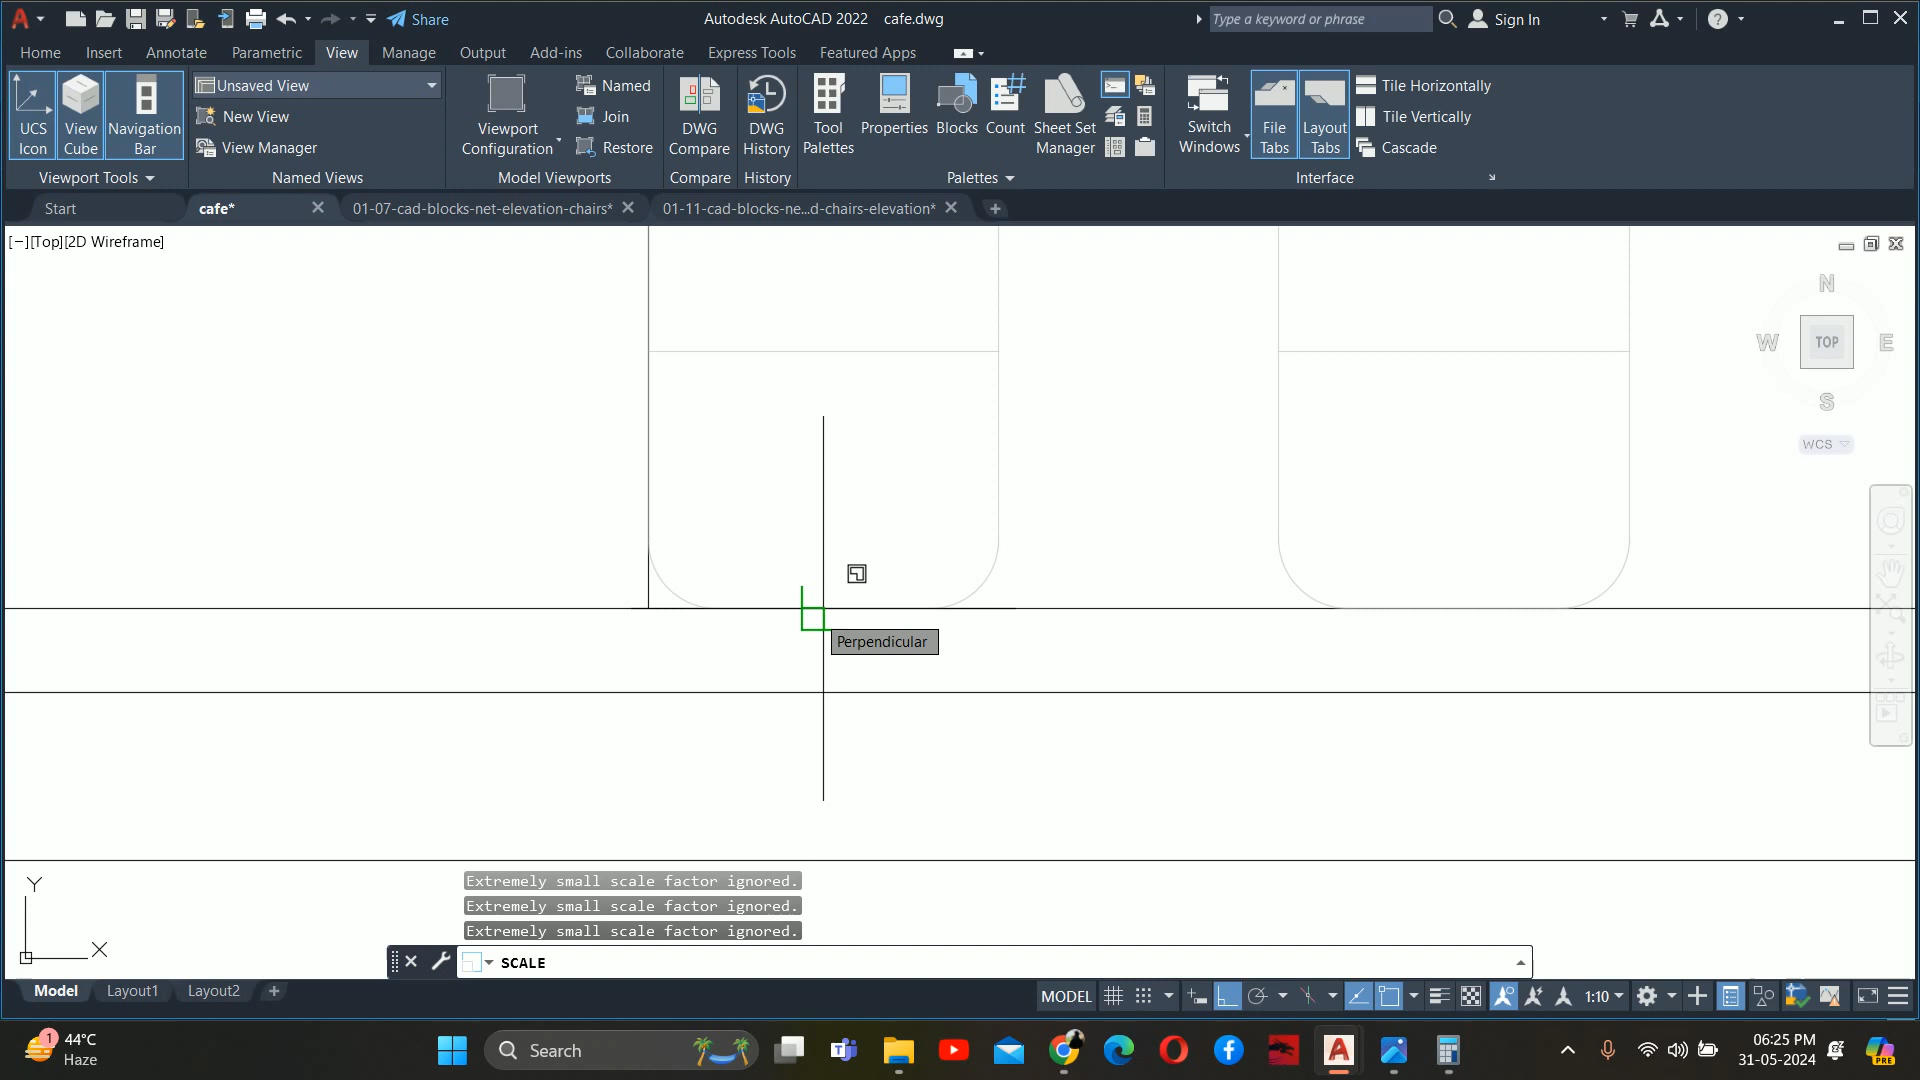 Share
Autodesk AutoCAD 2022 cafe.dwg
Type a keyword or phrase
Sign In
Home Insert Annotate Parametric View Manage Output Add-ins Collaborate Express Tools Featured Apps
UCS Icon
View Cube
Navigation Bar
Viewport Tools
Unsaved View
New View
View Manager
Named Views
Viewport Configuration
Named
Join
Restore
Model Viewports
DWG Compare
Compare
DWG History
History
Tool Palettes
Properties
Blocks
Count
Sheet Set Manager
Palettes
Switch Windows
File Tabs
Layout Tabs
Tile Horizontally
Tile Vertically
Cascade
Interface
Start
cafe*
01-07-cad-blocks-net-elevation-chairs*
01-11-cad-blocks-ne...d-chairs-elevation*
[−][Top][2D Wireframe]
N
W TOP E
S
WCS
Perpendicular
Extremely small scale factor ignored.
Extremely small scale factor ignored.
Extremely small scale factor ignored.
Y
X
SCALE
Model Layout1 Layout2
MODEL
1:10
1
44°C
Haze
Search
06:25 PM
31-05-2024
PRE